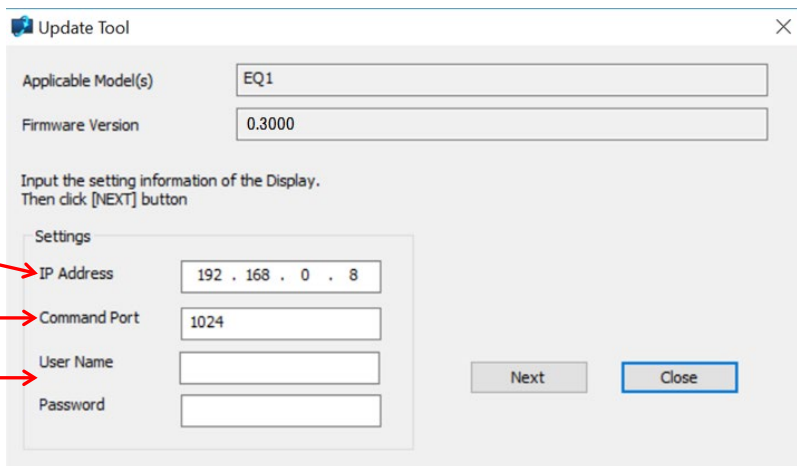 Update Tool
Applicable Model(s) EQ1
Firmware Version 0.3000
Input the setting information of the Display.
Then click [NEXT] button
Settings
IP Address 192 . 168 . 0 . 8
Command Port 1024
User Name
Password
Next Close